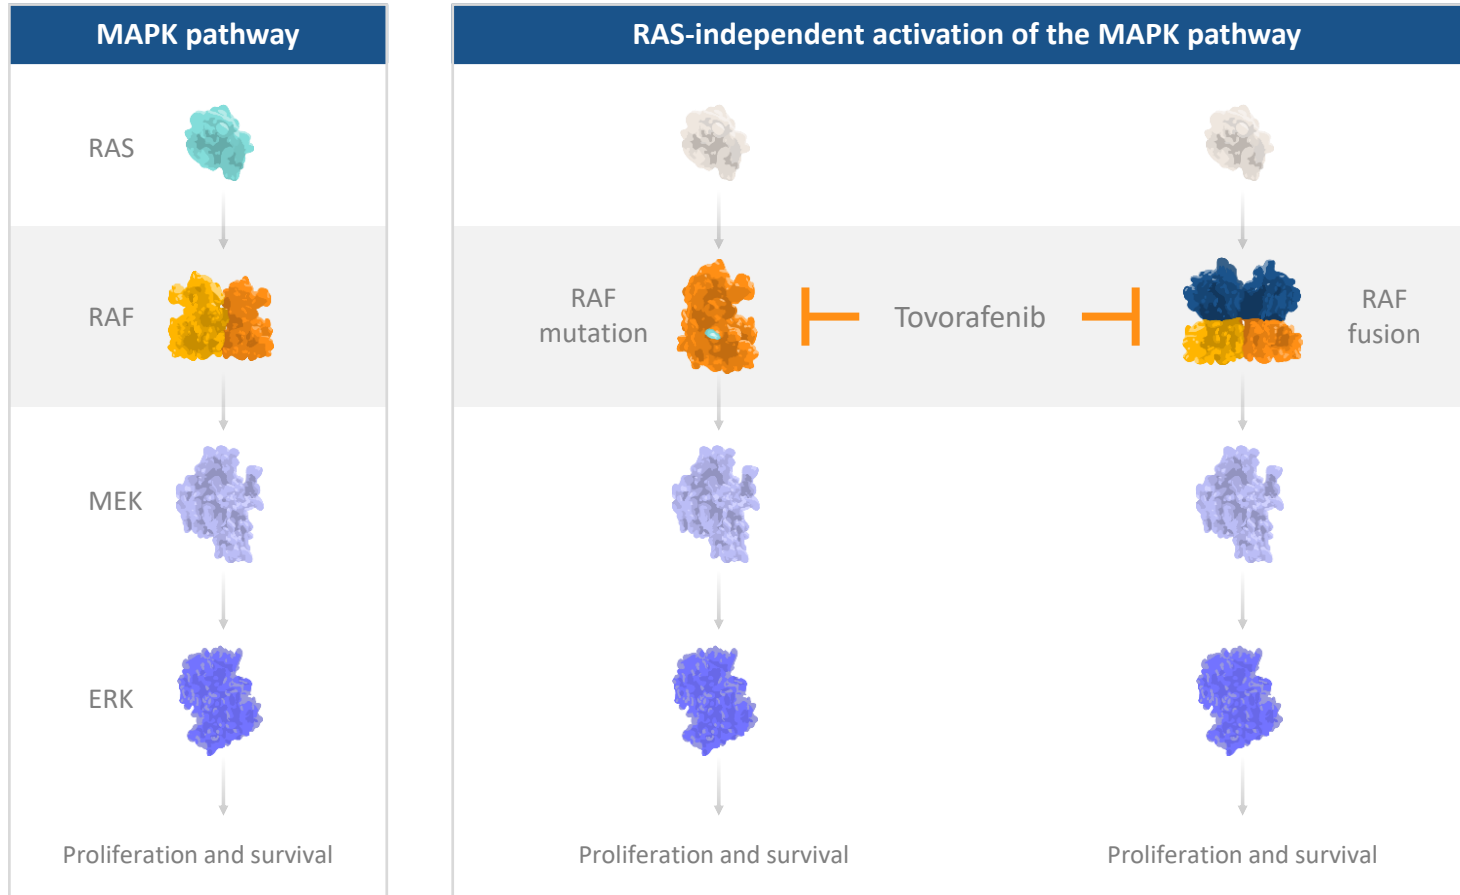 MAPK pathway
RAS
RAF
MEK
ERK
Proliferation and survival
RAS-independent activation of the MAPK pathway
RAF
mutation
Tovorafenib
RAF
fusion
Proliferation and survival
Proliferation and survival